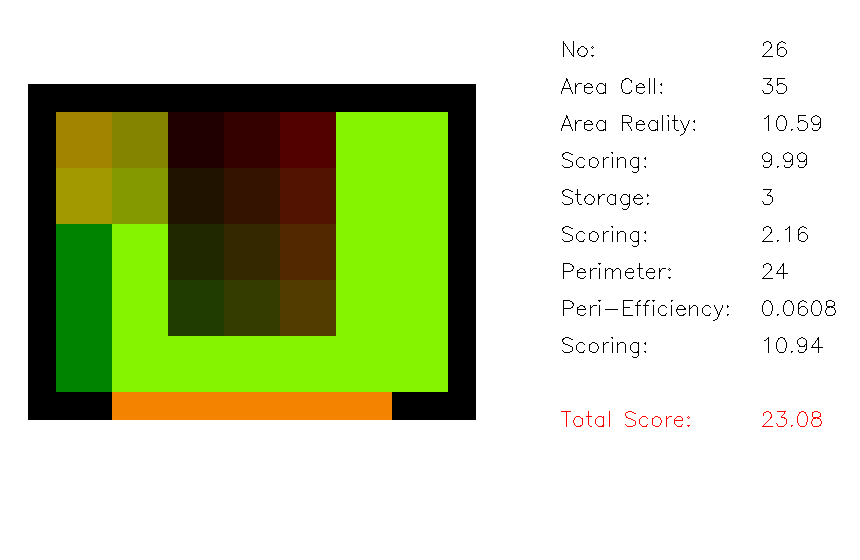 No: 26
Area Cell: 35
Area Reality: 10.59
Scoring: 9.99
Storage: 3
Scoring: 2.16
Perimeter: 24
Peri-Efficiency: 0.0608
Scoring: 10.94
Total Score: 23.08